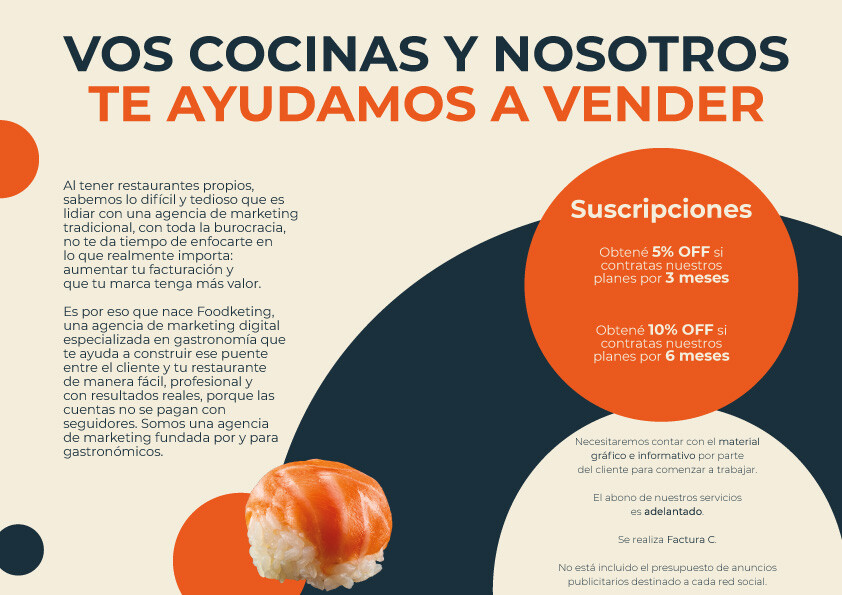 VOS COCINAS Y NOSOTROS
TE AYUDAMOS A VENDER
Al tener restaurantes propios,
sabemos lo difícil y tedioso que es
lidiar con una agencia de marketing
tradicional, con toda la burocracia,
no te da tiempo de enfocarte en
lo que realmente importa:
aumentar tu facturación y
que tu marca tenga más valor.
Es por eso que nace Foodketing,
una agencia de marketing digital
especializada en gastronomía que
te ayuda a construir ese puente
entre el cliente y tu restaurante
de manera fácil, profesional y
con resultados reales, porque las
cuentas no se pagan con
seguidores. Somos una agencia
de marketing fundada por y para
gastronómicos.
Suscripciones
Obtené 5% OFF si
contratas nuestros
planes por 3 meses
Obtené 10% OFF si
contratas nuestros
planes por 6 meses
Necesitaremos contar con el material
gráfico e informativo por parte
del cliente para comenzar a trabajar.
El abono de nuestros servicios
es adelantado.
Se realiza Factura C.
No está incluido el presupuesto de anuncios
publicitarios destinado a cada red social.